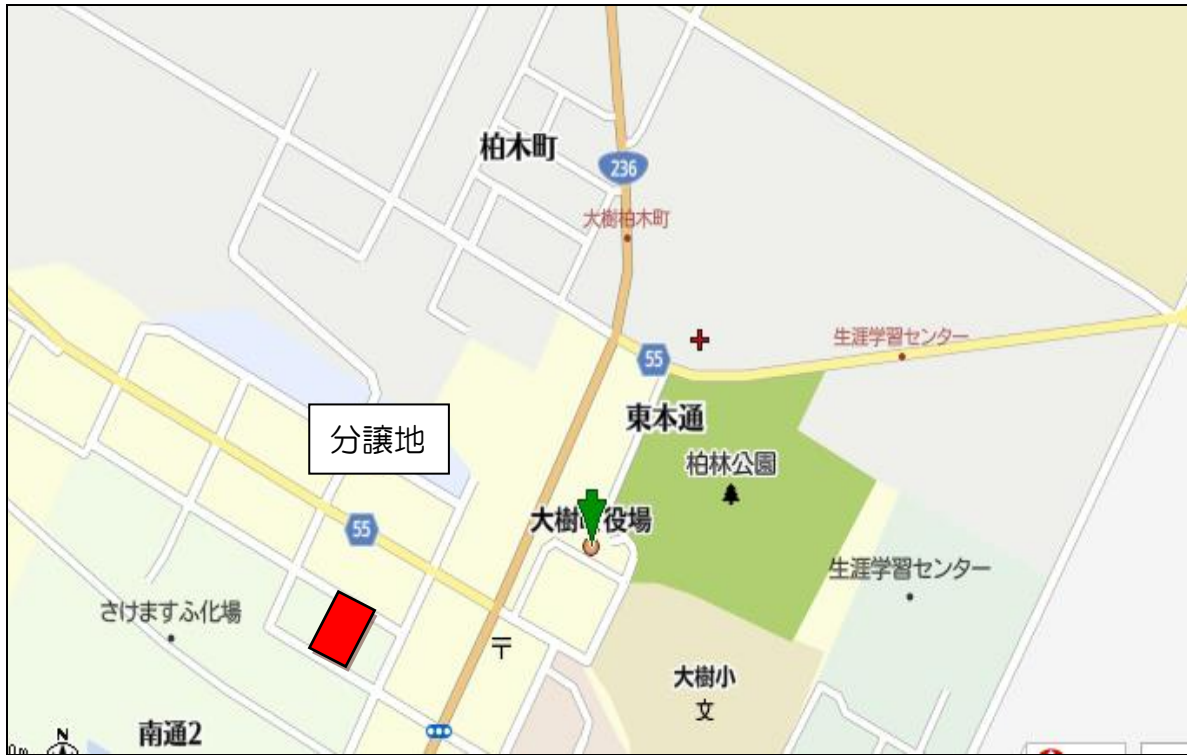 柏木町
236
大樹柏木町
生涯学習センター
55
東本通
分譲地
柏林公園
大樹 役場
55
生涯学習センター
さけますふ化場
〒
大樹小
文
南通2
N
0m